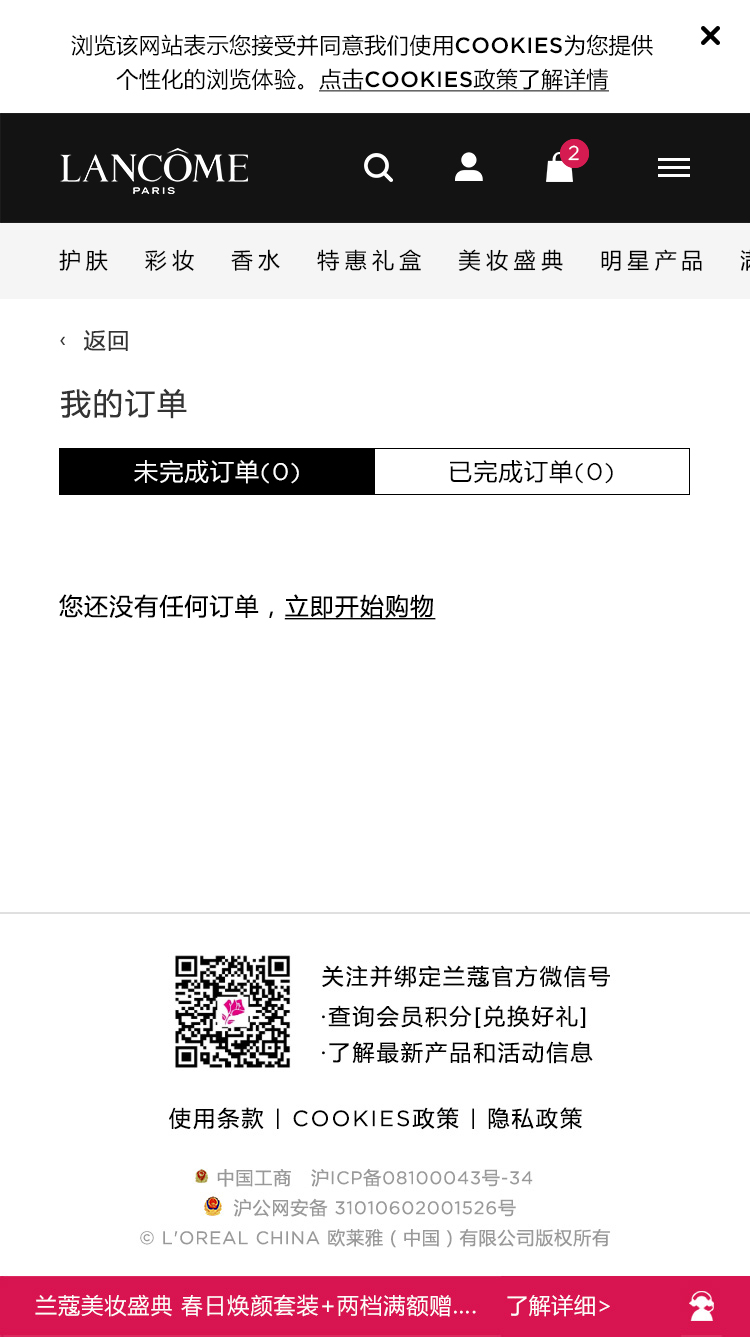 浏览该网站表示您接受并同意我们使用COOKIES为您提供
个性化的浏览体验。点击COOKIES政策了解详情
LANCÔME
PARIS
2
护肤 彩妆 香水 特惠礼盒 美妆盛典 明星产品
‹ 返回
我的订单
未完成订单(0) 已完成订单(0)
您还没有任何订单，立即开始购物
关注并绑定兰蔻官方微信号
·查询会员积分[兑换好礼]
·了解最新产品和活动信息
使用条款 | COOKIES政策 | 隐私政策
中国工商 沪ICP备08100043号-34
沪公网安备 31010602001526号
© L'OREAL CHINA 欧莱雅（中国）有限公司版权所有
兰蔻美妆盛典 春日焕颜套装+两档满额赠.... 了解详细>